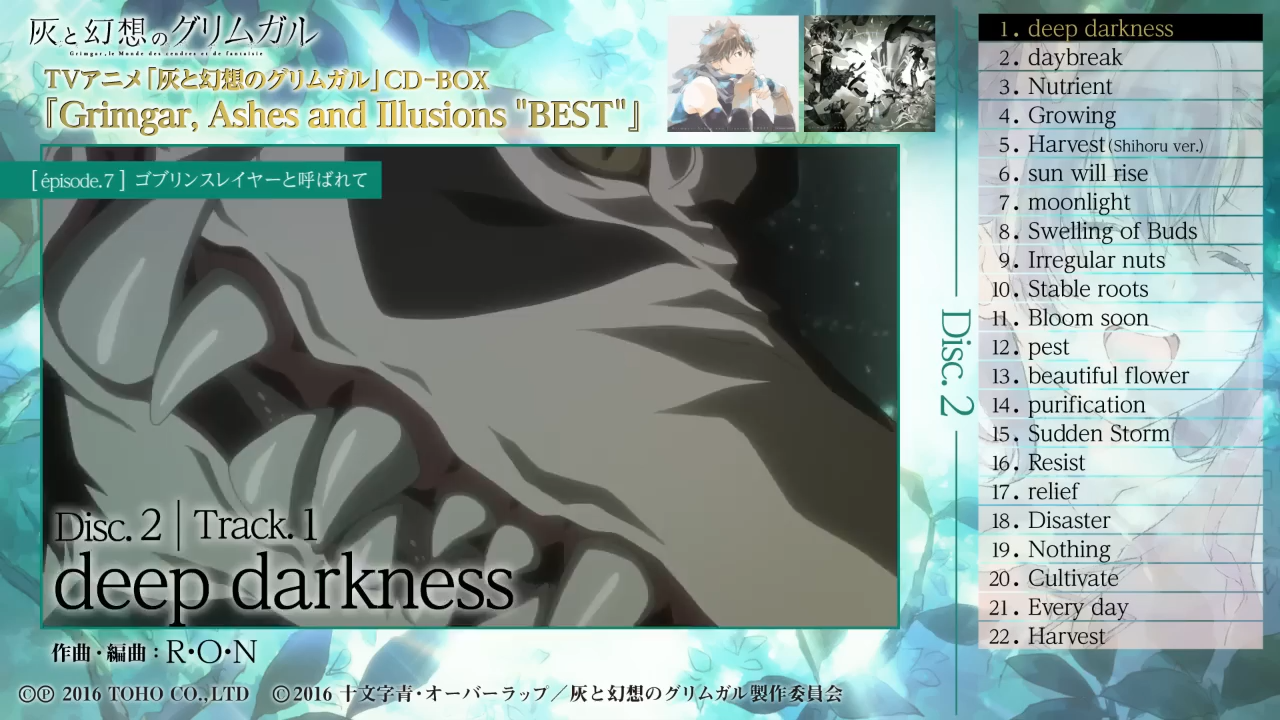 灰と幻想のグリムガル
Grimgar, le Monde des cendres et de fantaisie
TVアニメ「灰と幻想のグリムガル」CD-BOX
『Grimgar, Ashes and Illusions "BEST"』
[épisode.7] ゴブリンスレイヤーと呼ばれて
Disc. 2 | Track. 1
deep darkness
作曲・編曲：R・O・N
©℗ 2016 TOHO CO.,LTD ©2016 十文字青・オーバーラップ／灰と幻想のグリムガル製作委員会
Disc. 2
1. deep darkness
2. daybreak
3. Nutrient
4. Growing
5. Harvest(Shihoru ver.)
6. sun will rise
7. moonlight
8. Swelling of Buds
9. Irregular nuts
10. Stable roots
11. Bloom soon
12. pest
13. beautiful flower
14. purification
15. Sudden Storm
16. Resist
17. relief
18. Disaster
19. Nothing
20. Cultivate
21. Every day
22. Harvest